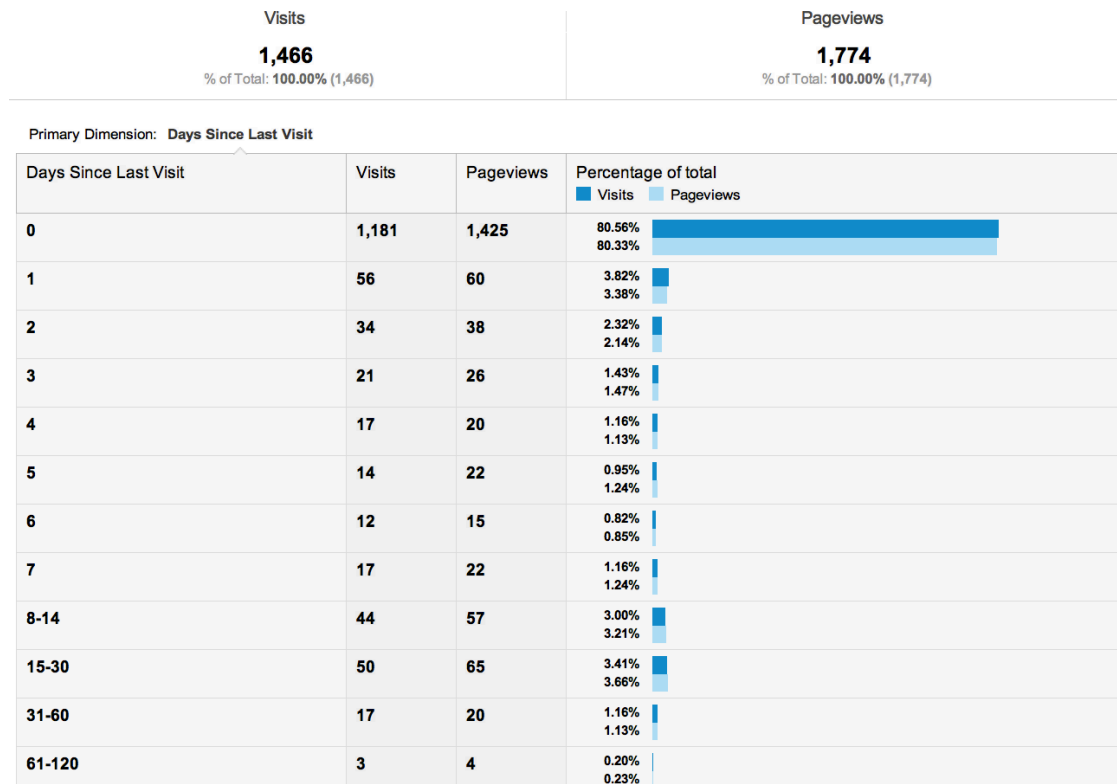 Visits Pageviews
1,466 1,774
% of Total: 100.00% (1,466) % of Total: 100.00% (1,774)
Primary Dimension: Days Since Last Visit
Days Since Last Visit Visits Pageviews Percentage of total
Visits Pageviews
0 1,181 1,425 80.56%
80.33%
1 56 60 3.82%
3.38%
2 34 38 2.32%
2.14%
3 21 26 1.43%
1.47%
4 17 20 1.16%
1.13%
5 14 22 0.95%
1.24%
6 12 15 0.82%
0.85%
7 17 22 1.16%
1.24%
8-14 44 57 3.00%
3.21%
15-30 50 65 3.41%
3.66%
31-60 17 20 1.16%
1.13%
61-120 3 4 0.20%
0.23%